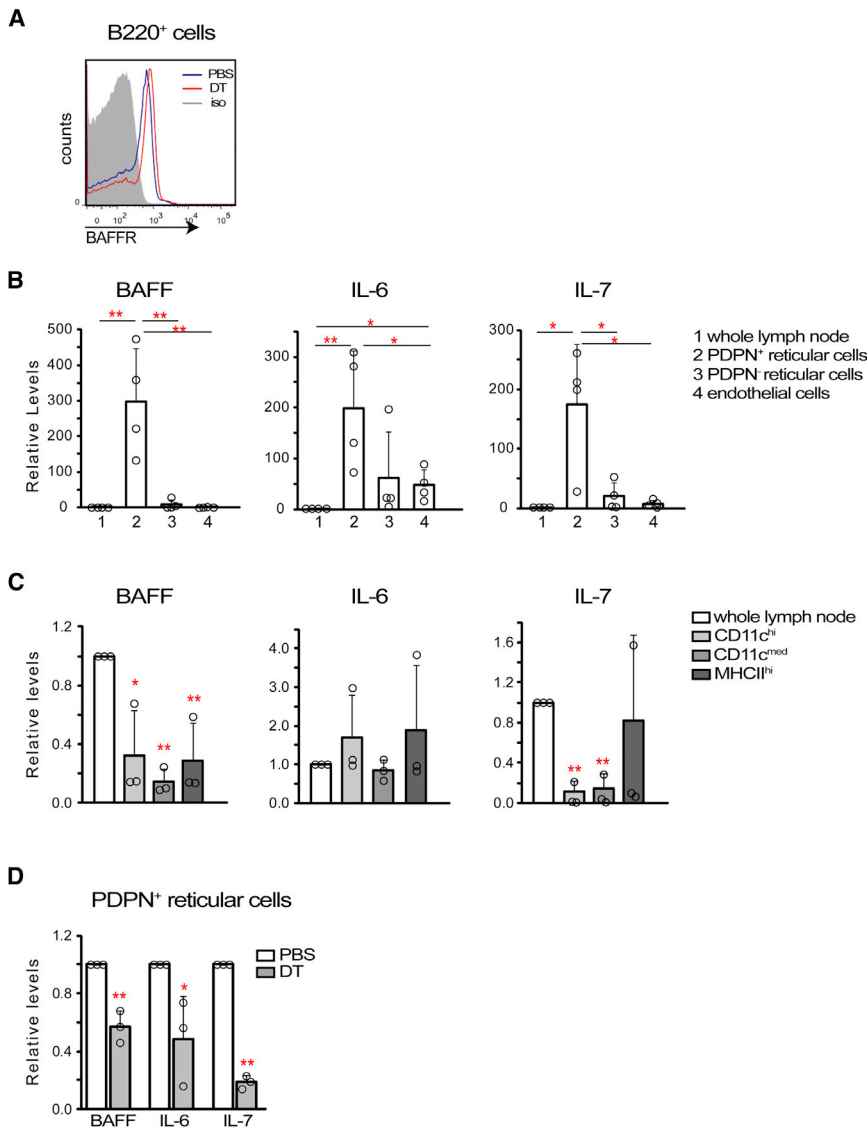 A
B220⁺ cells
PBS
DT
iso
counts
0
0 10² 10³ 10⁴ 10⁵
BAFFR
B
BAFF IL-6 IL-7
** ** **
* ** *
* * *
Relative Levels
500
400
300
200
100
0
1 2 3 4
300
200
100
0
1 2 3 4
300
200
100
0
1 2 3 4
1 whole lymph node
2 PDPN⁺ reticular cells
3 PDPN⁻ reticular cells
4 endothelial cells
C
BAFF IL-6 IL-7
Relative levels
1.2
0.8
0.4
0.0
* ** **
4.0
3.0
2.0
1.0
0.0
1.6
1.2
0.8
0.4
0.0
** **
whole lymph node
CD11cʰⁱ
CD11cᵐᵉᵈ
MHCIIʰⁱ
D
PDPN⁺ reticular cells
Relative levels
1.2
0.8
0.4
0.0
** * **
PBS
DT
BAFF IL-6 IL-7